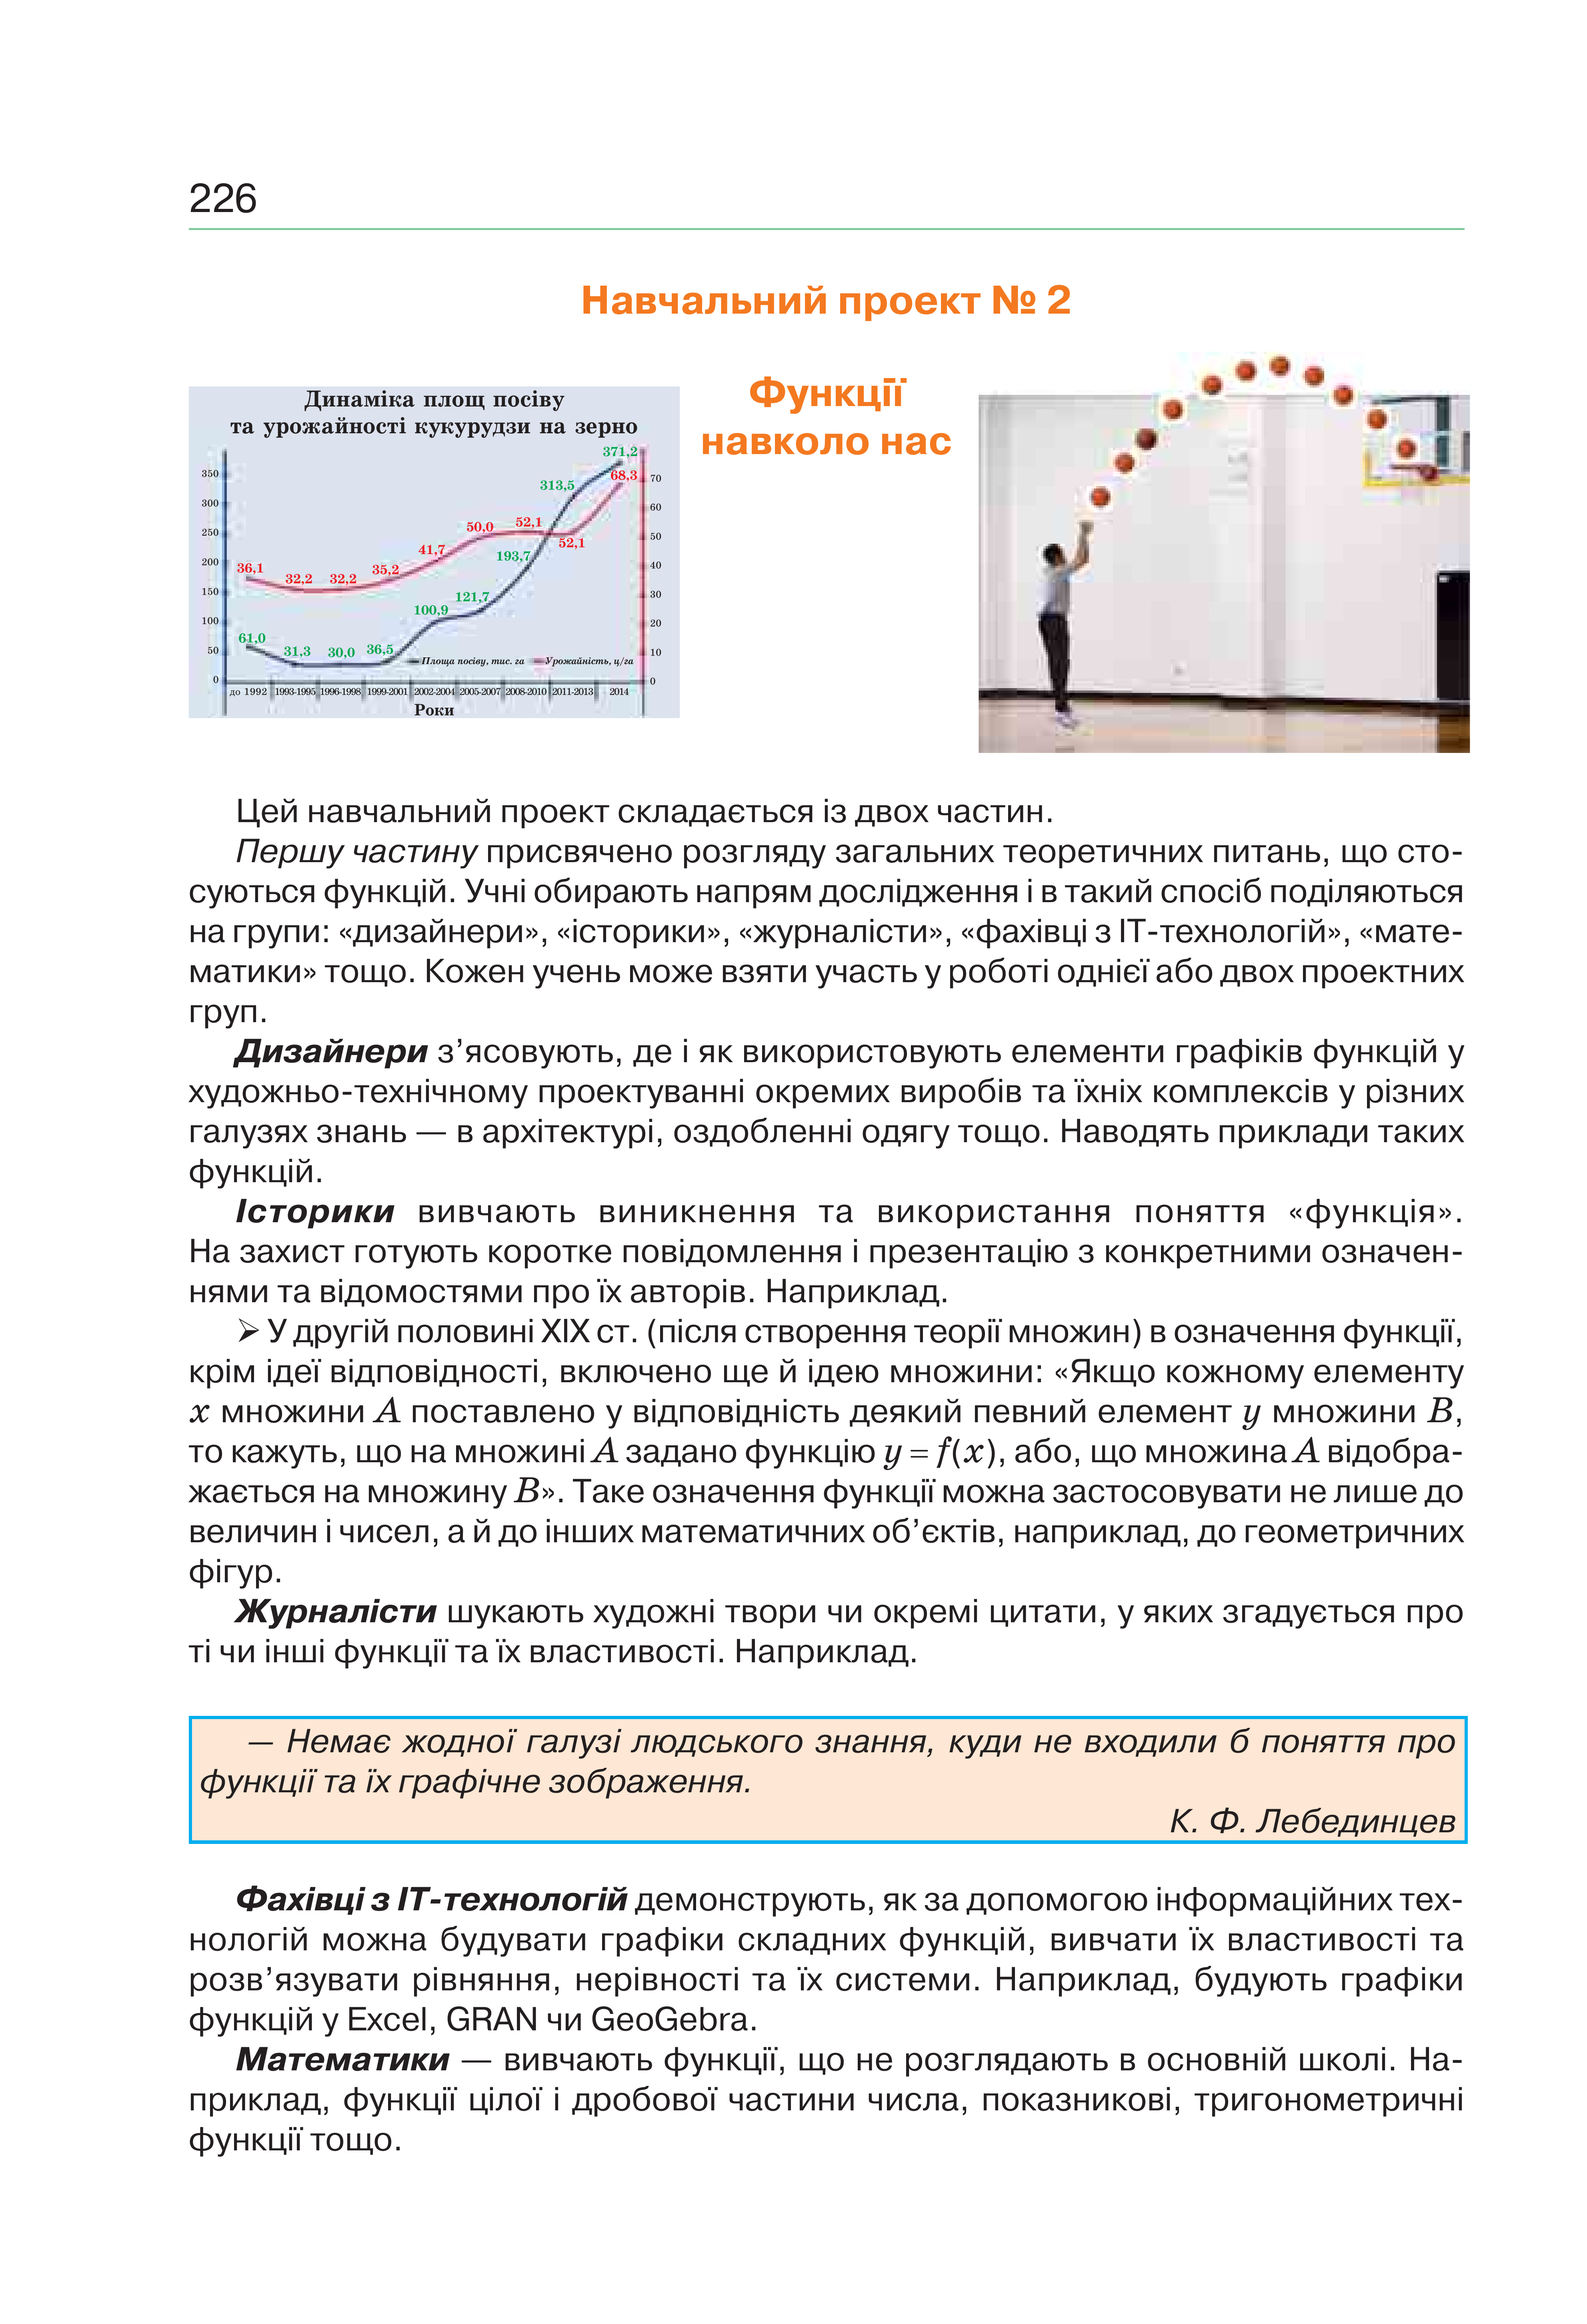 226
Навчальний проект № 2
Функції
навколо нас
Динаміка площ посіву
та урожайності кукурудзи на зерно
371,2
350
68,3
70
313,5
300
60
50,0
52,1
250
50
52,1
41,7
193,7
200
36,1
35,2
40
32,2
32,2
150
30
121,7
100,9
100
20
61,0
50
31,3
30,0
36,5
10
Площа посіву, тис. га
Урожайність, ц/га
0
0
до 1992
1993-1995
1996-1998
1999-2001
2002-2004
2005-2007
2008-2010
2011-2013
2014
Роки
Цей навчальний проект складається із двох частин.
Першу частину присвячено розгляду загальних теоретичних питань, що сто-
суються функцій. Учні обирають напрям дослідження і в такий спосіб поділяються
на групи: «дизайнери», «історики», «журналісти», «фахівці з ІТ-технологій», «мате-
матики» тощо. Кожен учень може взяти участь у роботі однієї або двох проектних
груп.
Дизайнери з’ясовують, де і як використовують елементи графіків функцій у
художньо-технічному проектуванні окремих виробів та їхніх комплексів у різних
галузях знань — в архітектурі, оздобленні одягу тощо. Наводять приклади таких
функцій.
Історики вивчають виникнення та використання поняття «функція».
На захист готують коротке повідомлення і презентацію з конкретними означен-
нями та відомостями про їх авторів. Наприклад.
➢ У другій половині XIX ст. (після створення теорії множин) в означення функції,
крім ідеї відповідності, включено ще й ідею множини: «Якщо кожному елементу
x множини A поставлено у відповідність деякий певний елемент y множини B,
то кажуть, що на множині A задано функцію y = f(x), або, що множина A відобра-
жається на множину B». Таке означення функції можна застосовувати не лише до
величин і чисел, а й до інших математичних об’єктів, наприклад, до геометричних
фігур.
Журналісти шукають художні твори чи окремі цитати, у яких згадується про
ті чи інші функції та їх властивості. Наприклад.
— Немає жодної галузі людського знання, куди не входили б поняття про
функції та їх графічне зображення.
К. Ф. Лебединцев
Фахівці з ІТ-технологій демонструють, як за допомогою інформаційних тех-
нологій можна будувати графіки складних функцій, вивчати їх властивості та
розв’язувати рівняння, нерівності та їх системи. Наприклад, будують графіки
функцій у Excel, GRAN чи GeoGebra.
Математики — вивчають функції, що не розглядають в основній школі. На-
приклад, функції цілої і дробової частини числа, показникові, тригонометричні
функції тощо.